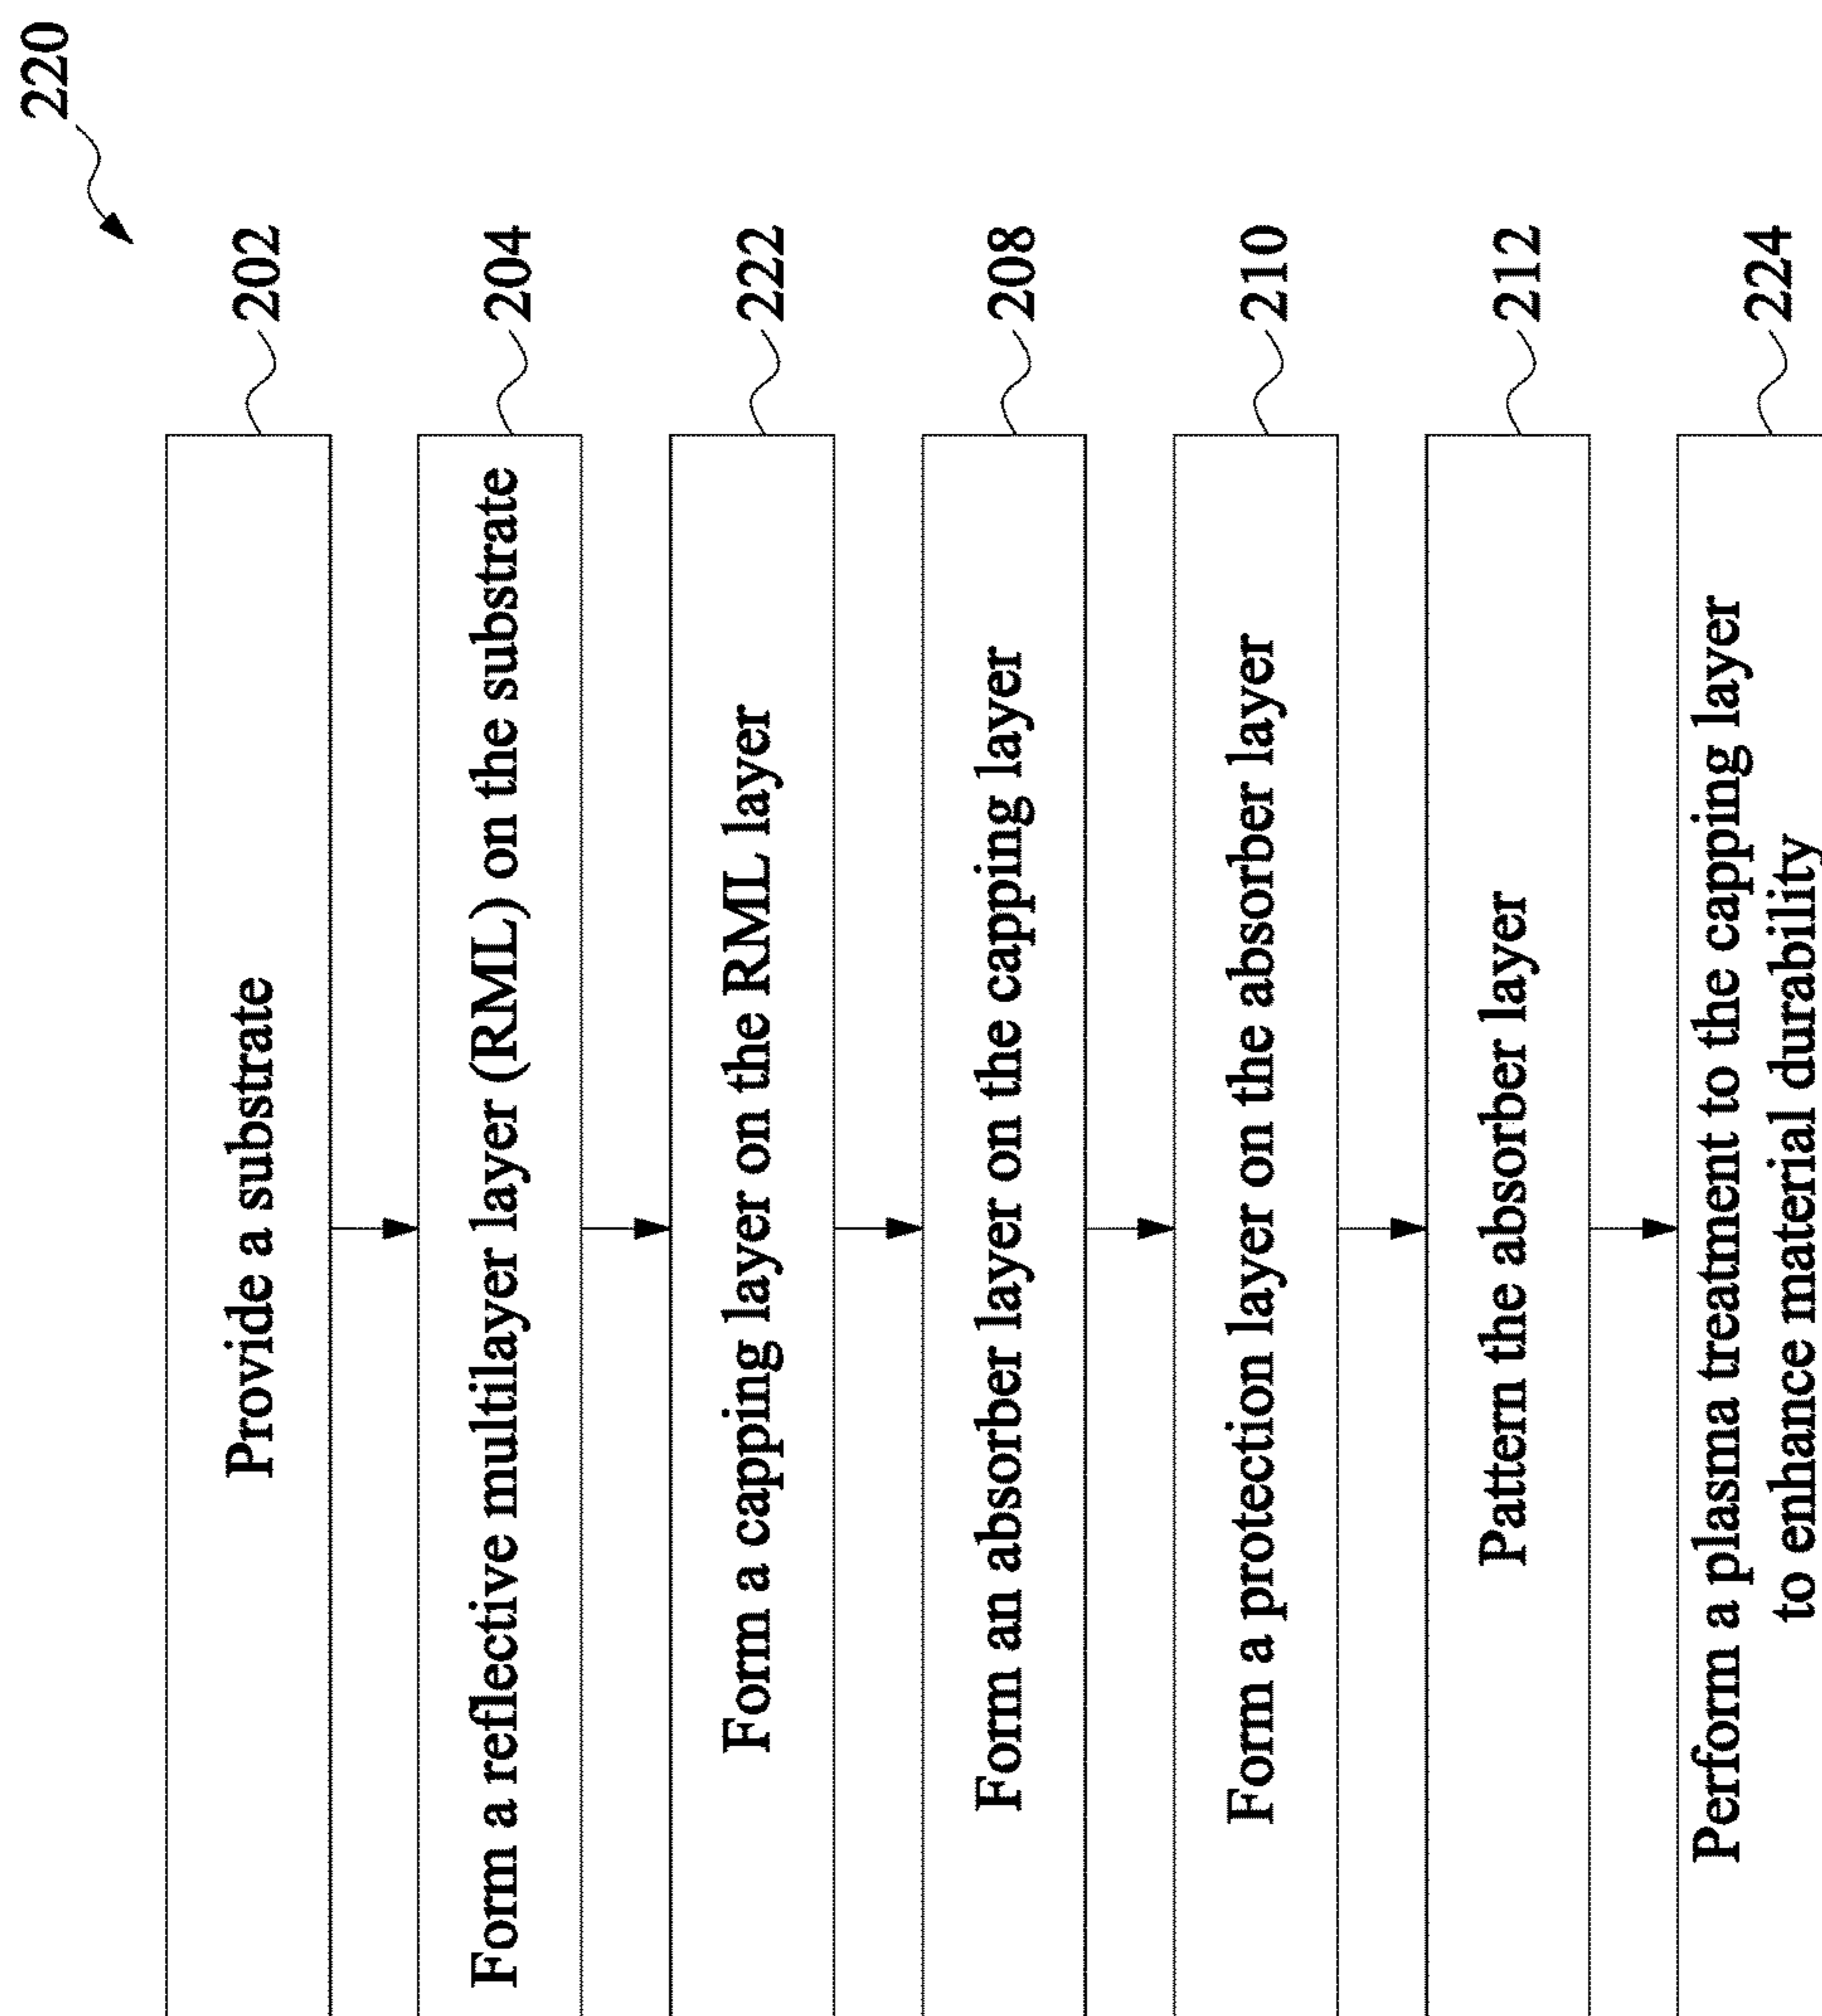 220
Provide a substrate
202
Form a reflective multilayer layer (RML) on the substrate
204
Form a capping layer on the RML layer
222
Form an absorber layer on the capping layer
208
Form a protection layer on the absorber layer
210
Pattern the absorber layer
212
Perform a plasma treatment to the capping layer
to enhance material durability
224